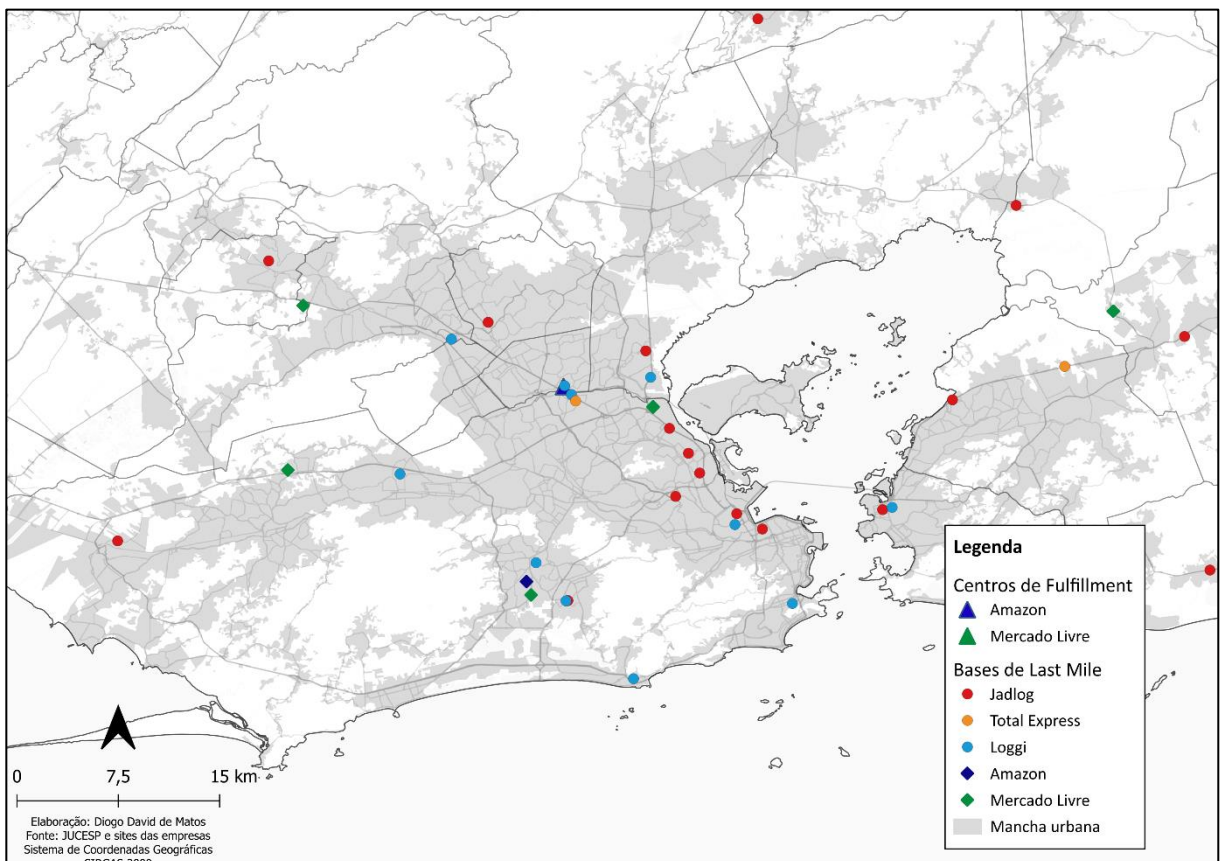 Legenda
Centros de Fulfillment
Amazon
Mercado Livre
Bases de Last Mile
Jadlog
Total Express
Loggi
Amazon
Mercado Livre
Mancha urbana
0 7,5 15 km
Elaboração: Diogo David de Matos
Fonte: JUCESP e sites das empresas
Sistema de Coordenadas Geográficas